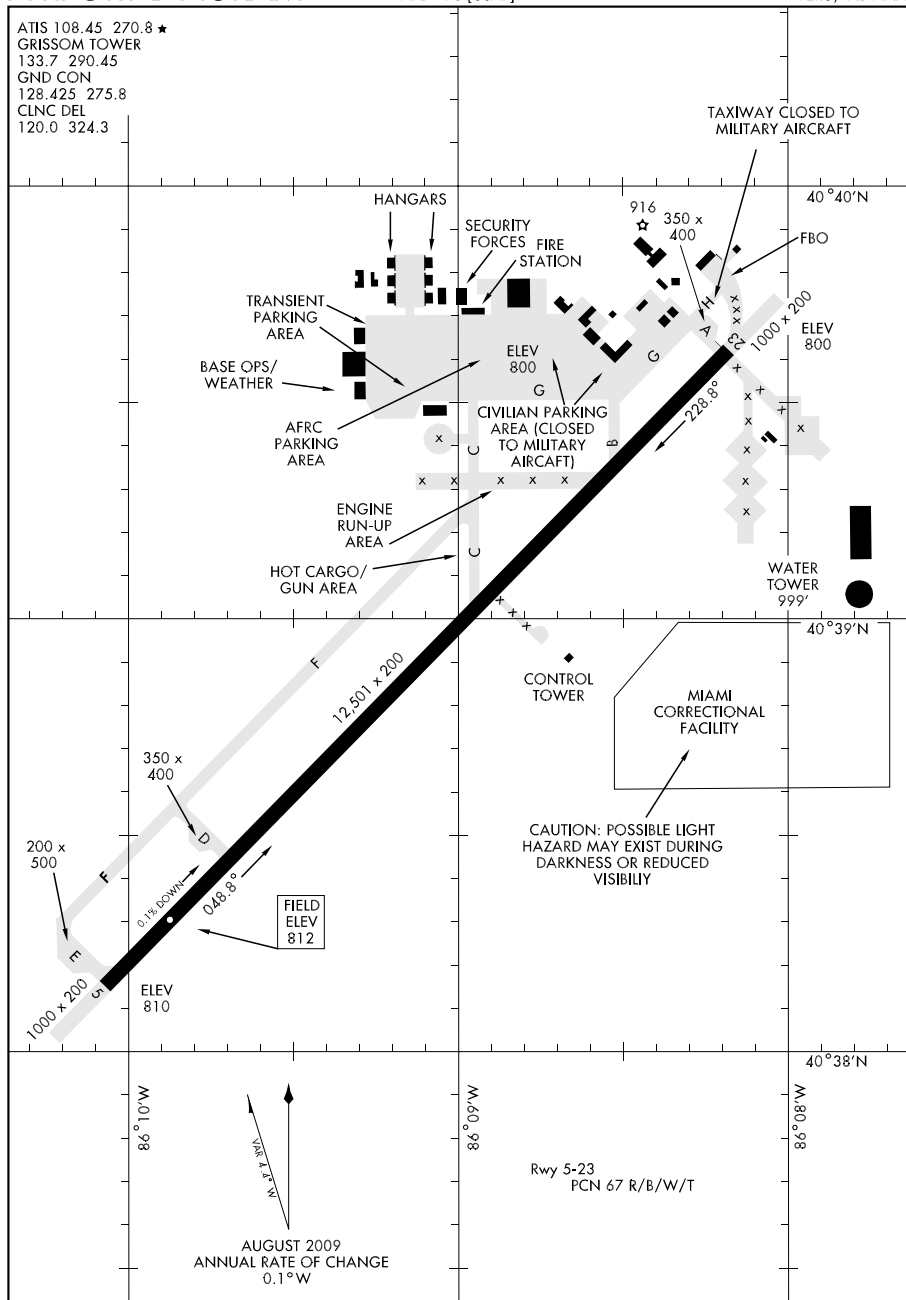 ATIS 108.45 270.8 ★
GRISSOM TOWER
133.7 290.45
GND CON
128.425 275.8
CLNC DEL
120.0 324.3
TAXIWAY CLOSED TO
MILITARY AIRCRAFT
40°40'N
HANGARS
SECURITY
FORCES
FIRE
STATION
916
350 x
400
FBO
TRANSIENT
PARKING
AREA
H
A
23
1000 x 200
ELEV
800
BASE OPS/
WEATHER
ELEV
800
G
G
228.8°
AFRC
PARKING
AREA
CIVILIAN PARKING
AREA (CLOSED
TO MILITARY
AIRCAFT)
B
C
x
x x x x x
x x x
x
x x
x
x
x
x
x
x
ENGINE
RUN-UP
AREA
HOT CARGO/
GUN AREA
C
WATER
TOWER
999'
x x x
40°39'N
F
12,501 x 200
CONTROL
TOWER
MIAMI
CORRECTIONAL
FACILITY
350 x
400
D
CAUTION: POSSIBLE LIGHT
HAZARD MAY EXIST DURING
DARKNESS OR REDUCED
VISIBILIY
200 x
500
F
0.1% DOWN
048.8°
FIELD
ELEV
812
E
5
1000 x 200
ELEV
810
40°38'N
86°10'W
86°09'W
86°08'W
VAR 4.4° W
Rwy 5-23
PCN 67 R/B/W/T
AUGUST 2009
ANNUAL RATE OF CHANGE
0.1°W